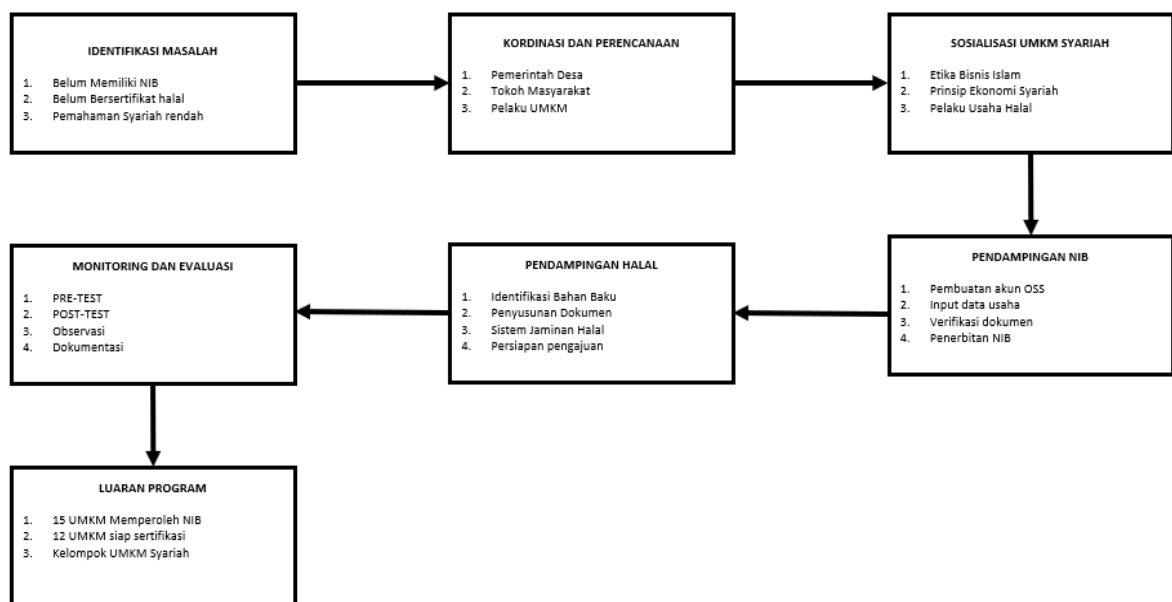 IDENTIFIKASI MASALAH
1. Belum Memiliki NIB
2. Belum Bersertifikat halal
3. Pemahaman Syariah rendah
KORDINASI DAN PERENCANAAN
1. Pemerintah Desa
2. Tokoh Masyarakat
3. Pelaku UMKM
SOSIALISASI UMKM SYARIAH
1. Etika Bisnis Islam
2. Prinsip Ekonomi Syariah
3. Pelaku Usaha Halal
PENDAMPINGAN NIB
1. Pembuatan akun OSS
2. Input data usaha
3. Verifikasi dokumen
4. Penerbitan NIB
PENDAMPINGAN HALAL
1. Identifikasi Bahan Baku
2. Penyusunan Dokumen
3. Sistem Jaminan Halal
4. Persiapan pengajuan
MONITORING DAN EVALUASI
1. PRE-TEST
2. POST-TEST
3. Observasi
4. Dokumentasi
LUARAN PROGRAM
1. 15 UMKM Memperoleh NIB
2. 12 UMKM siap sertifikasi
3. Kelompok UMKM Syariah